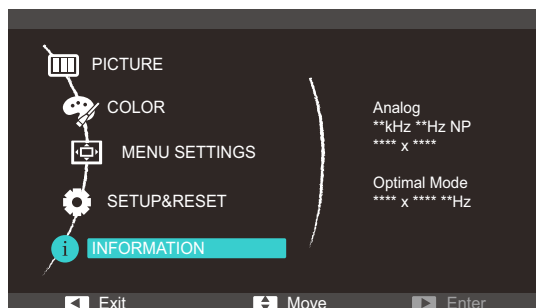 PICTURE
COLOR
MENU SETTINGS
SETUP&RESET
i INFORMATION
Analog
**kHz **Hz NP
**** x ****
Optimal Mode
**** x **** **Hz
Exit
Move
Enter